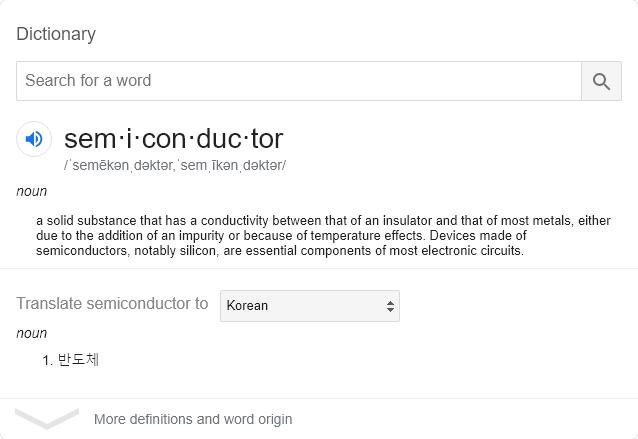 Dictionary
Search for a word
sem·i·con·duc·tor
/ˈsemēkənˌdəktər,ˈsemˌīkənˌdəktər/
noun
a solid substance that has a conductivity between that of an insulator and that of most metals, either
due to the addition of an impurity or because of temperature effects. Devices made of
semiconductors, notably silicon, are essential components of most electronic circuits.
Translate semiconductor to Korean
noun
1. 반도체
More definitions and word origin